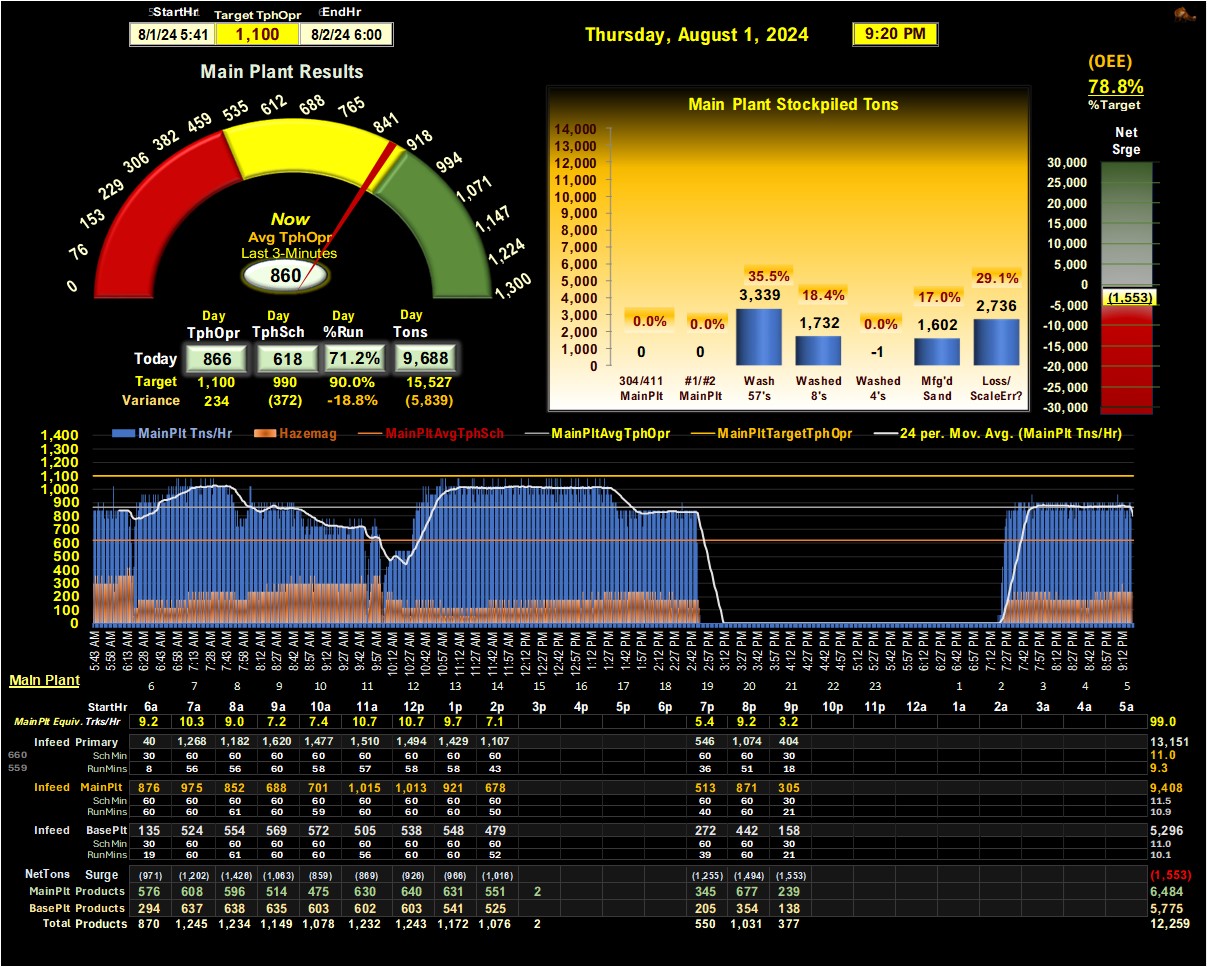 StartHr Target TphOpr EndHr
8/1/24 5:41 1,100 8/2/24 6:00
Thursday, August 1, 2024 9:20 PM
(OEE)
78.8%
%Target
Main Plant Results
0 76 153 229 306 382 459 535 612 688 765 841 918 994 1,071 1,147 1,224 1,300
Now
Avg TphOpr
Last 3-Minutes
860
Day Day Day Day
TphOpr TphSch %Run Tons
Today 866 618 71.2% 9,688
Target 1,100 990 90.0% 15,527
Variance 234 (372) -18.8% (5,839)
Main Plant Stockpiled Tons
14,000
13,000
12,000
11,000
10,000
9,000
8,000
7,000
6,000
5,000
4,000
3,000
2,000
1,000
0
0.0% 0.0% 35.5% 18.4% 0.0% 17.0% 29.1%
0 0 3,339 1,732 -1 1,602 2,736
304/411 #1/#2 Wash Washed Washed Mfg'd Loss/
MainPlt MainPlt 57's 8's 4's Sand ScaleErr?
Net
Srge
30,000
25,000
20,000
15,000
10,000
5,000
0
-5,000
-10,000
-15,000
-20,000
-25,000
-30,000
(1,553)
MainPlt Tns/Hr Hazemag MainPltAvgTphSch MainPltAvgTphOpr MainPltTargetTphOpr 24 per. Mov. Avg. (MainPlt Tns/Hr)
1,400
1,300
1,200
1,100
1,000
900
800
700
600
500
400
300
200
100
0
5:43 AM 5:58 AM 6:13 AM 6:28 AM 6:43 AM 6:58 AM 7:13 AM 7:28 AM 7:43 AM 7:58 AM 8:12 AM 8:27 AM 8:42 AM 8:57 AM 9:12 AM 9:27 AM 9:42 AM 9:57 AM 10:12 AM 10:27 AM 10:42 AM 10:57 AM 11:12 AM 11:27 AM 11:42 AM 11:57 AM 12:12 PM 12:27 PM 12:42 PM 12:57 PM 1:12 PM 1:27 PM 1:42 PM 1:57 PM 2:12 PM 2:27 PM 2:42 PM 2:57 PM 3:12 PM 3:27 PM 3:42 PM 3:57 PM 4:12 PM 4:27 PM 4:42 PM 4:57 PM 5:12 PM 5:27 PM 5:42 PM 5:57 PM 6:12 PM 6:27 PM 6:42 PM 6:57 PM 7:12 PM 7:27 PM 7:42 PM 7:57 PM 8:12 PM 8:27 PM 8:42 PM 8:57 PM 9:12 PM
Main Plant 6 7 8 9 10 11 12 13 14 15 16 17 18 19 20 21 22 23 1 2 3 4 5
StartHr 6a 7a 8a 9a 10a 11a 12p 1p 2p 3p 4p 5p 6p 7p 8p 9p 10p 11p 12a 1a 2a 3a 4a 5a
MainPlt Equiv. Trks/Hr 9.2 10.3 9.0 7.2 7.4 10.7 10.7 9.7 7.1 5.4 9.2 3.2 99.0
Infeed Primary 40 1,268 1,182 1,620 1,477 1,510 1,494 1,429 1,107 546 1,074 404 13,151
660 Sch Min 30 60 60 60 60 60 60 60 60 60 60 30 11.0
559 RunMins 8 56 56 60 58 57 58 58 43 36 51 18 9.3
Infeed MainPlt 876 975 852 688 701 1,015 1,013 921 678 513 871 305 9,408
Sch Min 60 60 60 60 60 60 60 60 60 60 60 30 11.5
RunMins 60 60 61 60 59 60 60 60 50 40 60 21 10.9
Infeed BasePlt 135 524 554 569 572 505 538 548 479 272 442 158 5,296
Sch Min 30 60 60 60 60 60 60 60 60 60 60 30 11.0
RunMins 19 60 61 60 60 56 60 60 52 39 60 21 10.1
NetTons Surge (971) (1,202) (1,426) (1,063) (859) (869) (926) (966) (1,016) (1,255) (1,494) (1,553) (1,553)
MainPlt Products 576 608 596 514 475 630 640 631 551 2 345 677 239 6,484
BasePlt Products 294 637 638 635 603 602 603 541 525 205 354 138 5,775
Total Products 870 1,245 1,234 1,149 1,078 1,232 1,243 1,172 1,076 2 550 1,031 377 12,259